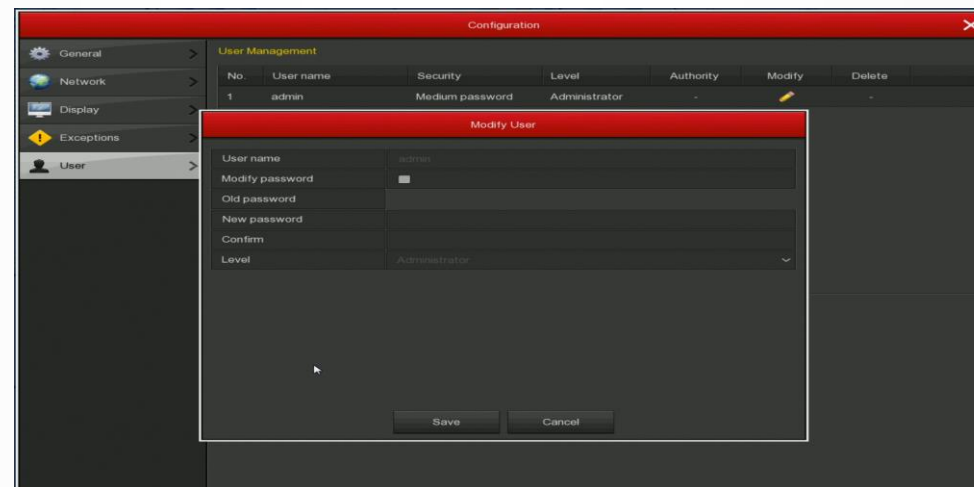 Configuration
General >
Network >
Display >
Exceptions >
User >
User Management
No. User name Security Level Authority Modify Delete
1 admin Medium password Administrator - -
Modify User
User name admin
Modify password
Old password
New password
Confirm
Level Administrator
Save Cancel